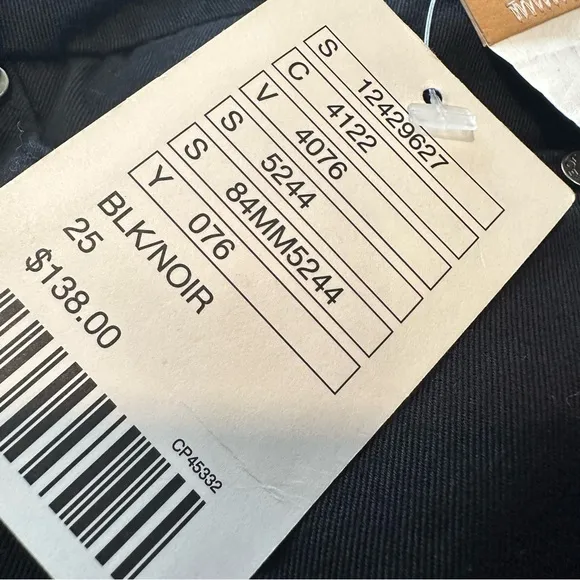 S 12429627
C 4122
V 4076
S 5244
S 84MM5244
Y 076
BLK/NOIR
25
$138.00
CP45332